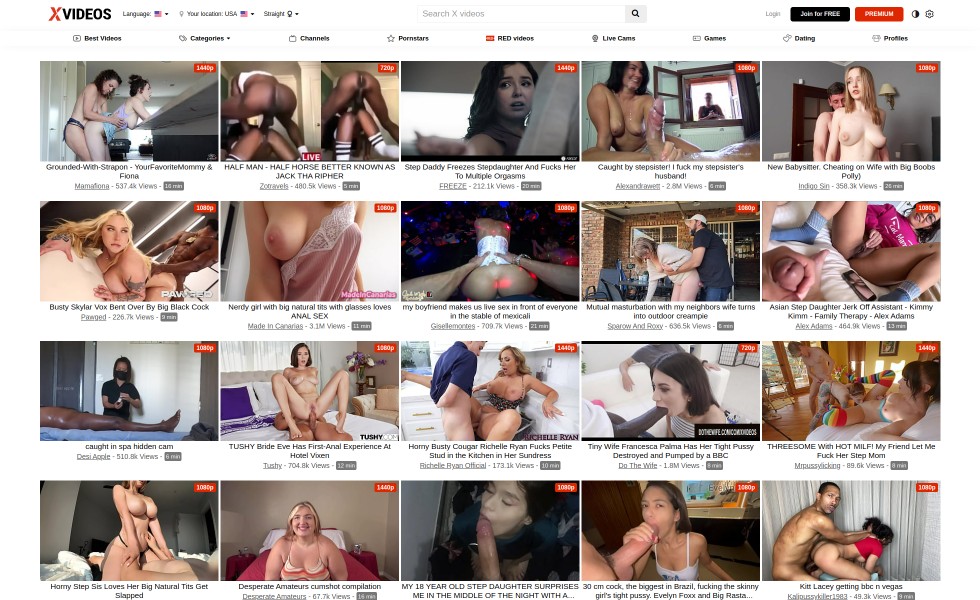 XVIDEOS
Language:
Your location: USA
Straight
Search X videos
Login
Join for FREE
PREMIUM
Best Videos
Categories
Channels
Pornstars
RED videos
Live Cams
Games
Dating
Profiles
1440p
720p
1440p
1080p
1080p
LIVE
Grounded-With-Strapon - YourFavoriteMommy &
Fiona
Mamafiona - 537.4k Views - 16 min
HALF MAN - HALF HORSE BETTER KNOWN AS
JACK THA RIPHER
Zotravels - 480.5k Views - 5 min
Step Daddy Freezes Stepdaughter And Fucks Her
To Multiple Orgasms
FREEZE - 212.1k Views - 20 min
Caught by stepsister! I fuck my stepsister's
husband!
Alexandrawett - 2.8M Views - 6 min
New Babysitter. Cheating on Wife with Big Boobs
Polly)
Indigo Sin - 358.3k Views - 26 min
1080p
1080p
1080p
1080p
1080p
PAWGED
MadeInCanarias
Busty Skylar Vox Bent Over By Big Black Cock
Pawged - 226.7k Views - 9 min
Nerdy girl with big natural tits with glasses loves
ANAL SEX
Made In Canarias - 3.1M Views - 11 min
my boyfriend makes us live sex in front of everyone
in the stable of mexicali
Gisellemontes - 709.7k Views - 21 min
Mutual masturbation with my neighbors wife turns
into outdoor creampie
Sparow And Roxy - 636.5k Views - 6 min
Asian Step Daughter Jerk Off Assistant - Kimmy
Kimm - Family Therapy - Alex Adams
Alex Adams - 464.9k Views - 13 min
1080p
1080p
1440p
720p
1440p
TUSHY.COM
RICHELLE RYAN
DOTHEWIFE.COM/COMXVIDEOS
caught in spa hidden cam
Desi Apple - 510.8k Views - 5 min
TUSHY Bride Eve Has First-Anal Experience At
Hotel Vixen
Tushy - 704.8k Views - 12 min
Horny Busty Cougar Richelle Ryan Fucks Petite
Stud in the Kitchen in Her Sundress
Richelle Ryan Official - 173.1k Views - 10 min
Tiny Wife Francesca Palma Has Her Tight Pussy
Destroyed and Pumped by a BBC
Do The Wife - 1.8M Views - 8 min
THREESOME With HOT MILF! My Friend Let Me
Fuck Her Step Mom
Mrpussylicking - 89.6k Views - 8 min
1080p
1440p
1080p
1080p
1080p
Horny Step Sis Loves Her Big Natural Tits Get
Slapped
Desperate Amateurs cumshot compilation
Desperate Amateurs - 67.7k Views - 16 min
MY 18 YEAR OLD STEP DAUGHTER SURPRISES
ME IN THE MIDDLE OF THE NIGHT WITH A...
30 cm cock, the biggest in Brazil, fucking the skinny
girl's tight pussy. Evelyn Foxx and Big Rasta...
Kitt Lacey getting bbc n vegas
Kaligpussykiller1983 - 49.3k Views - 9 min